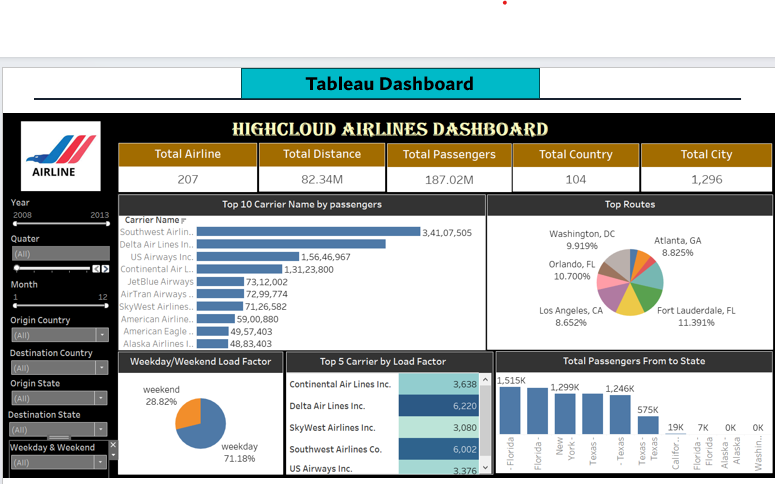 Tableau Dashboard
HIGHCLOUD AIRLINES DASHBOARD
AIRLINE
Total Airline
207
Total Distance
82.34M
Total Passengers
187.02M
Total Country
104
Total City
1,296
Year
2008 2013
Quater
(All)
Month
1 12
Origin Country
(All)
Destination Country
(All)
Origin State
(All)
Destination State
(All)
Weekday & Weekend
(All)
Top 10 Carrier Name by passengers
Carrier Name
Southwest Airlin.. 3,41,07,505
Delta Air Lines In..
US Airways Inc. 1,56,46,967
Continental Air L.. 1,31,23,800
JetBlue Airways 73,12,002
AirTran Airways .. 72,99,774
SkyWest Airlines.. 71,26,582
American Airline.. 59,00,880
American Eagle .. 49,57,403
Alaska Airlines I.. 48,83,403
Top Routes
Washington, DC
9.919%
Atlanta, GA
8.825%
Orlando, FL
10.700%
Los Angeles, CA
8.652%
Fort Lauderdale, FL
11.391%
Weekday/Weekend Load Factor
weekend
28.82%
weekday
71.18%
Top 5 Carrier by Load Factor
Continental Air Lines Inc. 3,638
Delta Air Lines Inc. 6,220
SkyWest Airlines Inc. 3,080
Southwest Airlines Co. 6,002
US Airways Inc. 3,376
Total Passengers From to State
1,515K
1,299K
1,246K
575K
19K
7K
0K
0K
- Florida
Florida -
New
York -
Texas -
- Texas
Texas -
Texas
Califor..
Florida -
Florida
Alaska -
Alaska
Washin..